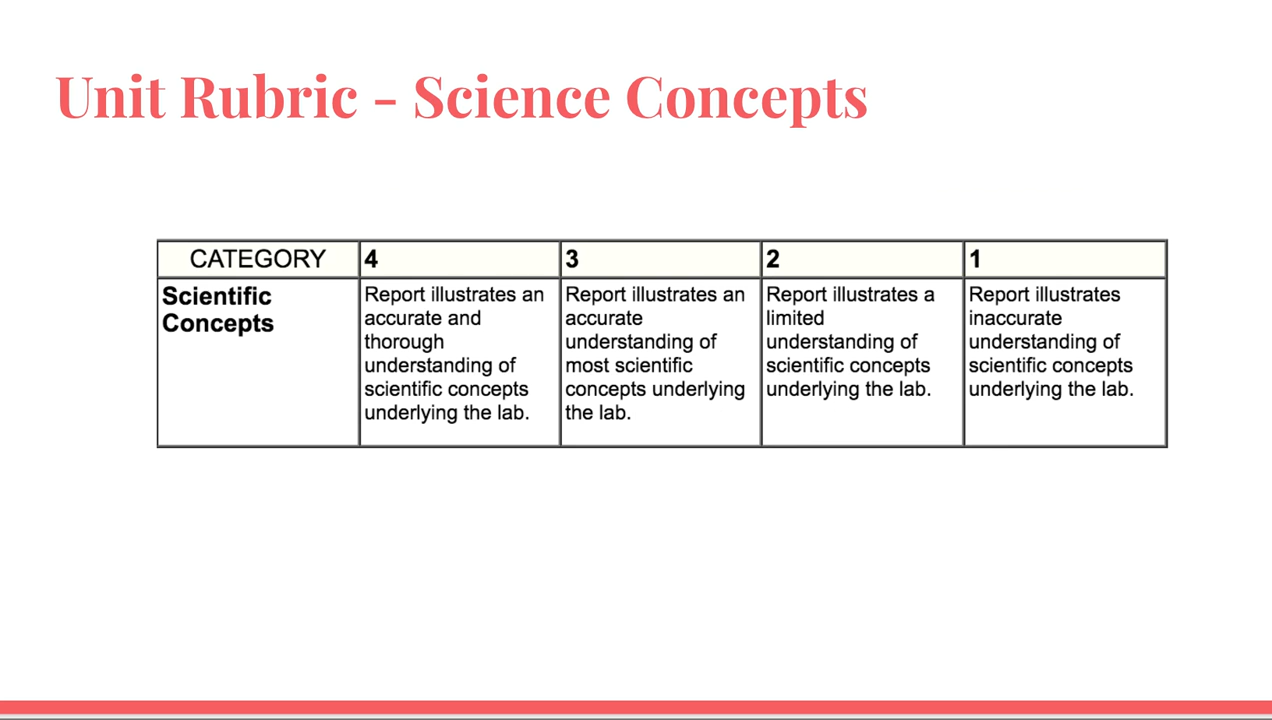 Unit Rubric - Science Concepts
CATEGORY
4
3
2
1
Scientific
Concepts
Report illustrates an
accurate and
thorough
understanding of
scientific concepts
underlying the lab.
Report illustrates an
accurate
understanding of
most scientific
concepts underlying
the lab.
Report illustrates a
limited
understanding of
scientific concepts
underlying the lab.
Report illustrates
inaccurate
understanding of
scientific concepts
underlying the lab.